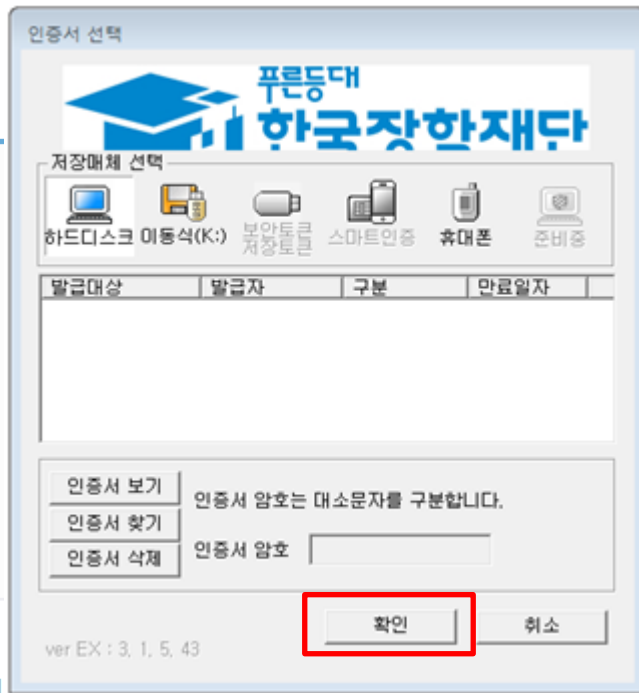 인증서 선택
푸른등대
한국장학재단
저장매체 선택
하드디스크 이동식(K:) 보안토큰 저장토큰 스마트인증 휴대폰 준비중
발급대상 발급자 구분 만료일자
인증서 보기
인증서 암호는 대소문자를 구분합니다.
인증서 찾기
인증서 삭제
인증서 암호
확인 취소
ver EX : 3, 1, 5, 43